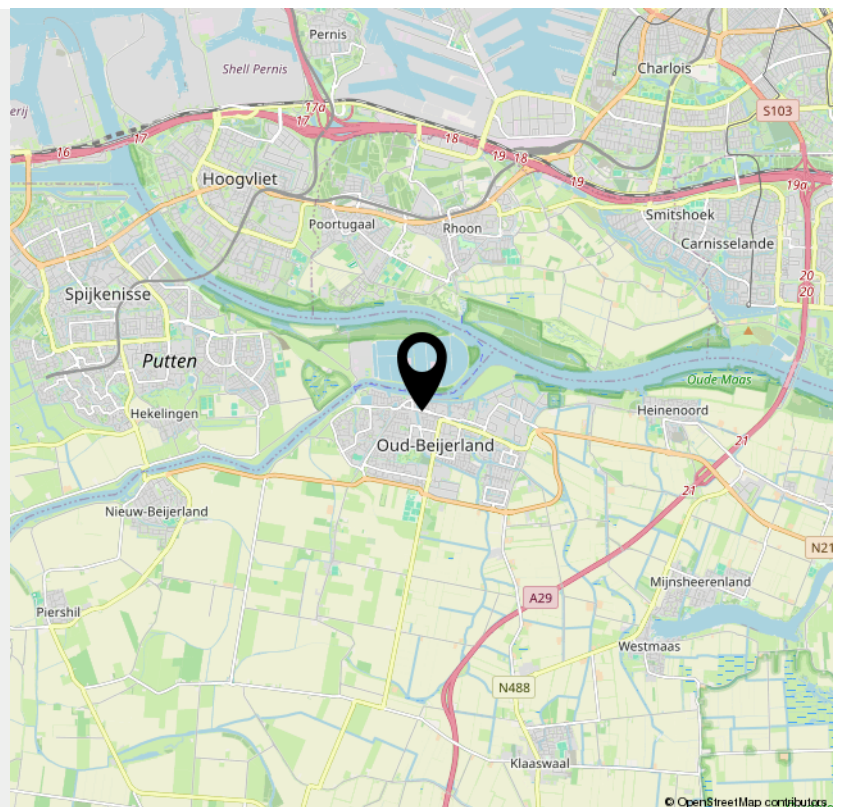 Pernis
Shell Pernis
Charlois
erij
17a
S103
17
17
18
16
19
18
19
19a
Hoogvliet
Poortugaal
Rhoon
Smitshoek
Carnisselande
20
20
Spijkenisse
Putten
Oude Maas
Hekelingen
Heinenoord
Oud-Beijerland
21
21
Nieuw-Beijerland
N21
Mijnsheerenland
A29
Piershil
Westmaas
N488
Klaaswaal
© OpenStreetMap contributors